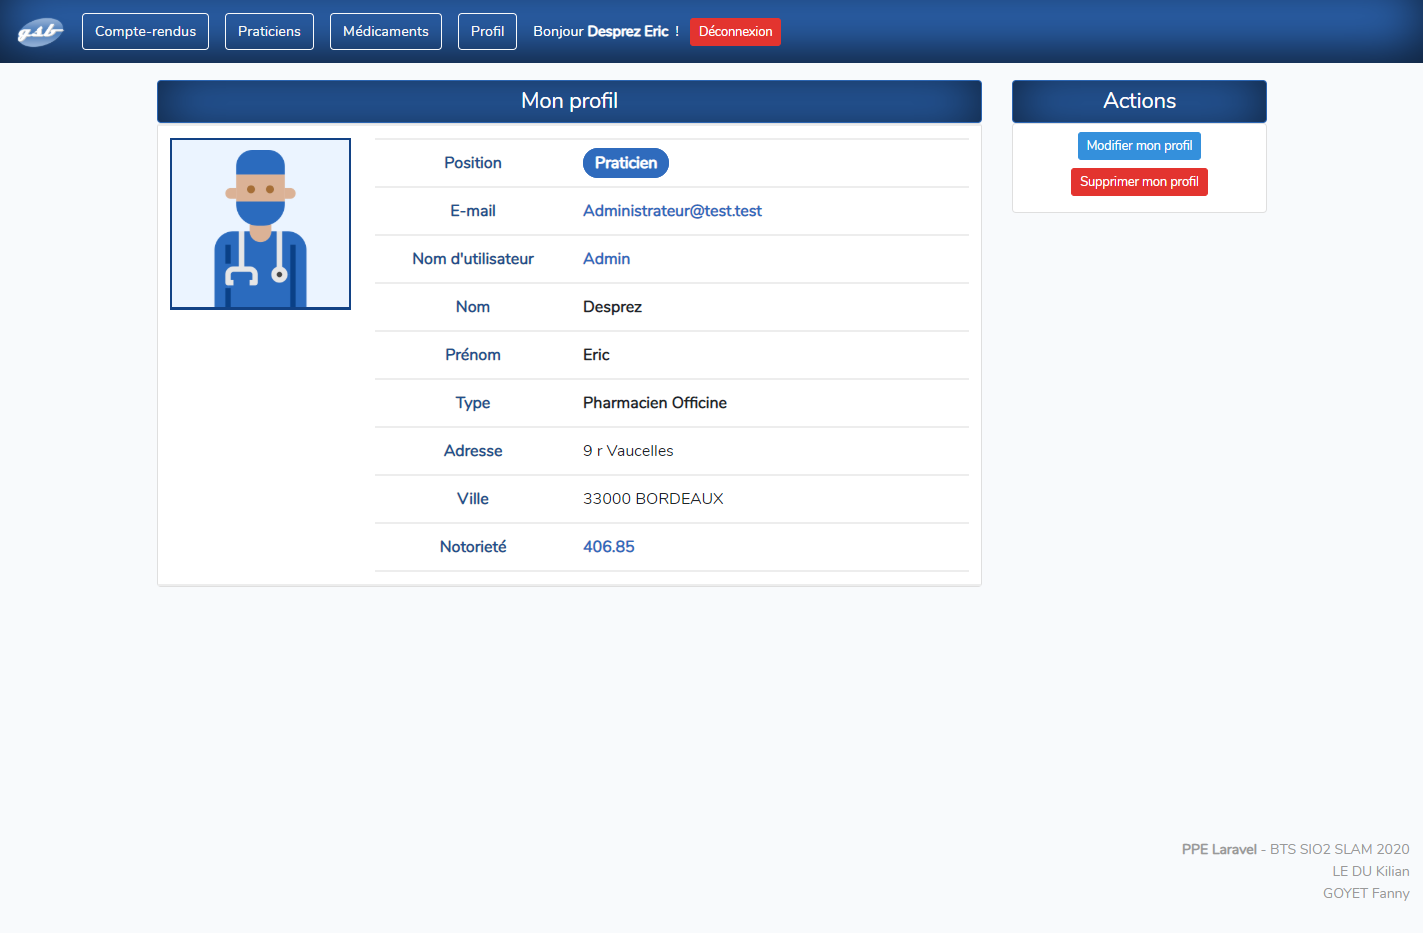 gsb Compte-rendus Praticiens Médicaments Profil Bonjour Desprez Eric ! Déconnexion
Mon profil
Position Praticien
E-mail Administrateur@test.test
Nom d'utilisateur Admin
Nom Desprez
Prénom Eric
Type Pharmacien Officine
Adresse 9 r Vaucelles
Ville 33000 BORDEAUX
Notorieté 406.85
Actions
Modifier mon profil
Supprimer mon profil
PPE Laravel - BTS SIO2 SLAM 2020
LE DU Kilian
GOYET Fanny